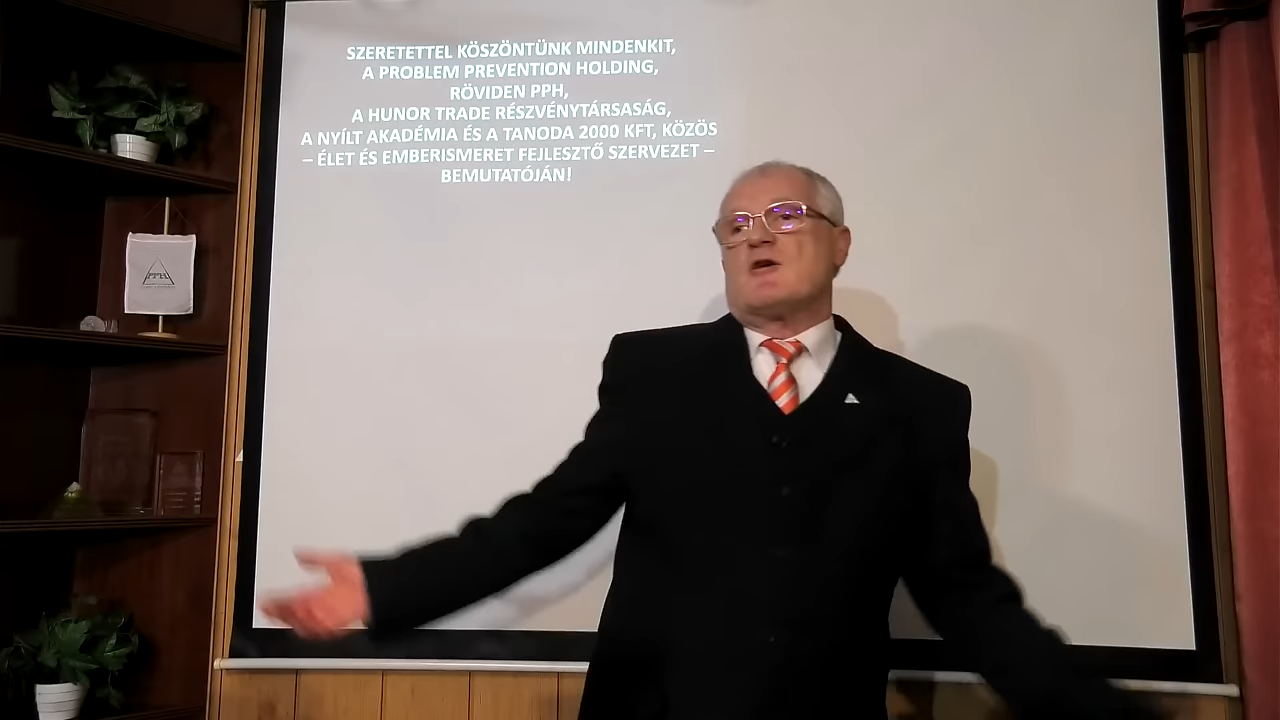 SZERETETTEL KÖSZÖNTÜNK MINDENKIT,
A PROBLEM PREVENTION HOLDING,
RÖVIDEN PPH,
A HUNOR TRADE RÉSZVÉNYTÁRSASÁG,
A NYÍLT AKADÉMIA ÉS A TANODA 2000 KFT, KÖZÖS
– ÉLET ÉS EMBERISMERET FEJLESZTŐ SZERVEZET –
BEMUTATÓJÁN!
PPH